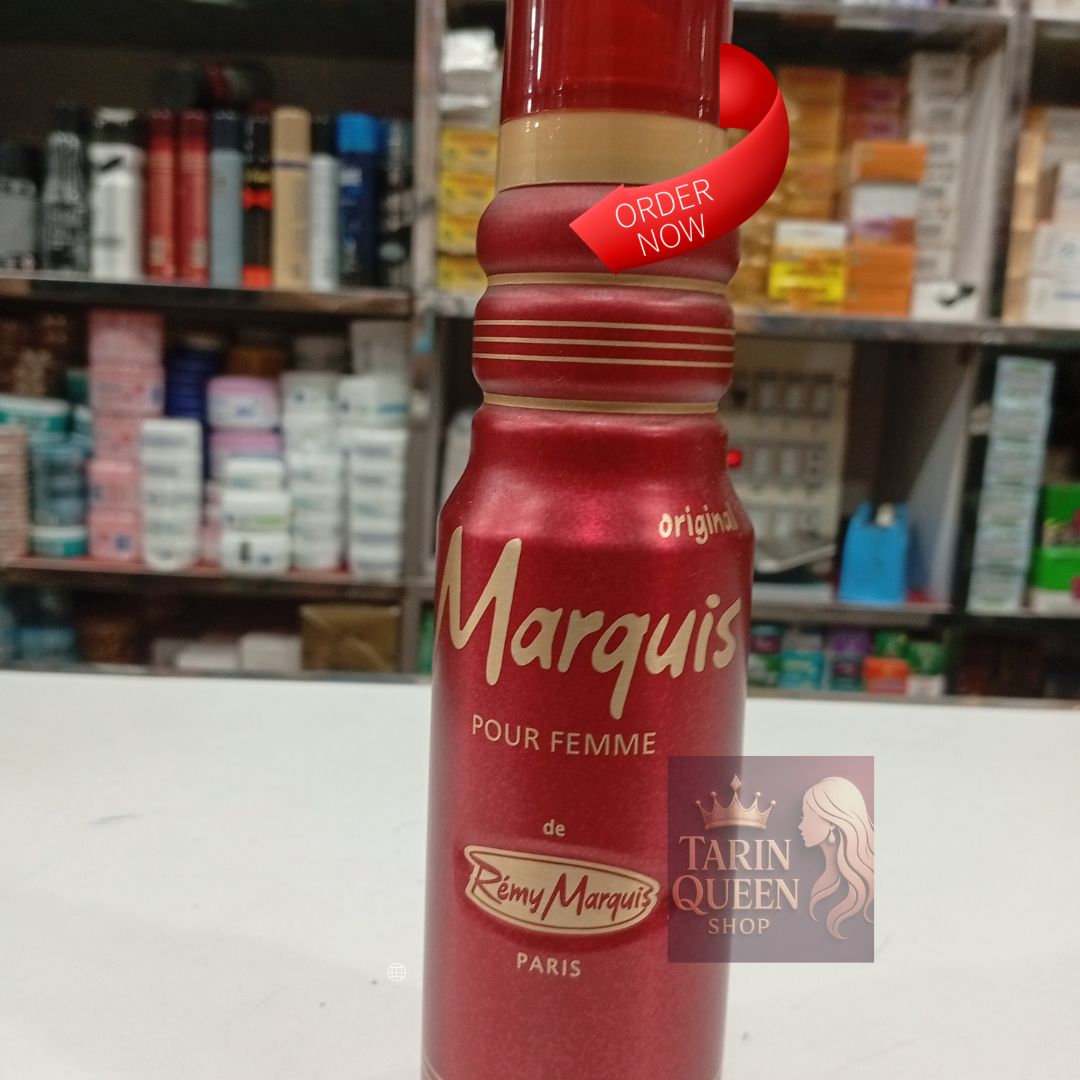 ORDER
NOW
original
Marquis
POUR FEMME
de
Rémy Marquis
PARIS
TARIN
QUEEN
SHOP